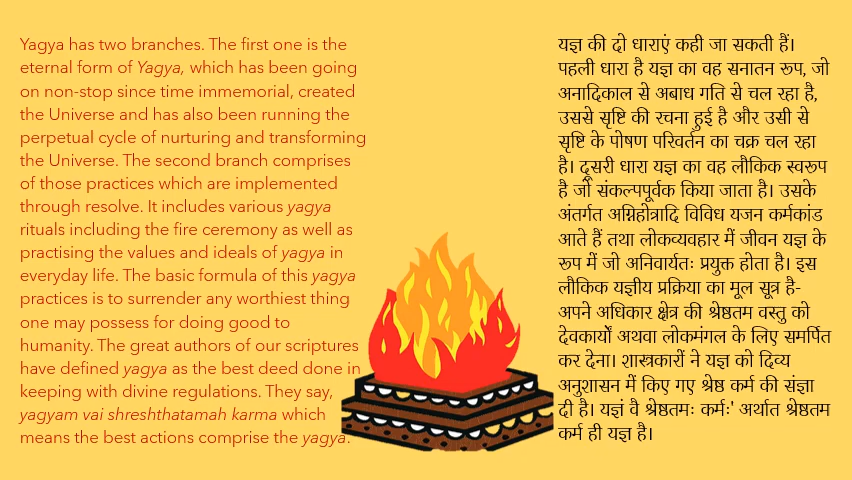 Yagya has two branches. The first one is the
eternal form of Yagya, which has been going
on non-stop since time immemorial, created
the Universe and has also been running the
perpetual cycle of nurturing and transforming
the Universe. The second branch comprises
of those practices which are implemented
through resolve. It includes various yagya
rituals including the fire ceremony as well as
practising the values and ideals of yagya in
everyday life. The basic formula of this yagya
practices is to surrender any worthiest thing
one may possess for doing good to
humanity. The great authors of our scriptures
have defined yagya as the best deed done in
keeping with divine regulations. They say,
yagyam vai shreshthatamah karma which
means the best actions comprise the yagya.
यज्ञ की दो धाराएं कही जा सकती हैं।
पहली धारा है यज्ञ का वह सनातन रूप, जो
अनादिकाल से अबाध गति से चल रहा है,
उससे सृष्टि की रचना हुई है और उसी से
सृष्टि के पोषण परिवर्तन का चक्र चल रहा
है। दूसरी धारा यज्ञ का वह लौकिक स्वरूप
है जो संकल्पपूर्वक किया जाता है। उसके
अंतर्गत अग्निहोत्रादि विविध यजन कर्मकांड
आते हैं तथा लोकव्यवहार में जीवन यज्ञ के
रूप में जो अनिवार्यतः प्रयुक्त होता है। इस
लौकिक यज्ञीय प्रक्रिया का मूल सूत्र है-
अपने अधिकार क्षेत्र की श्रेष्ठतम वस्तु को
देवकार्यों अथवा लोकमंगल के लिए समर्पित
कर देना। शास्त्रकारों ने यज्ञ को दिव्य
अनुशासन में किए गए श्रेष्ठ कर्म की संज्ञा
दी है। यज्ञं वै श्रेष्ठतमः कर्मः' अर्थात श्रेष्ठतम
कर्म ही यज्ञ है।